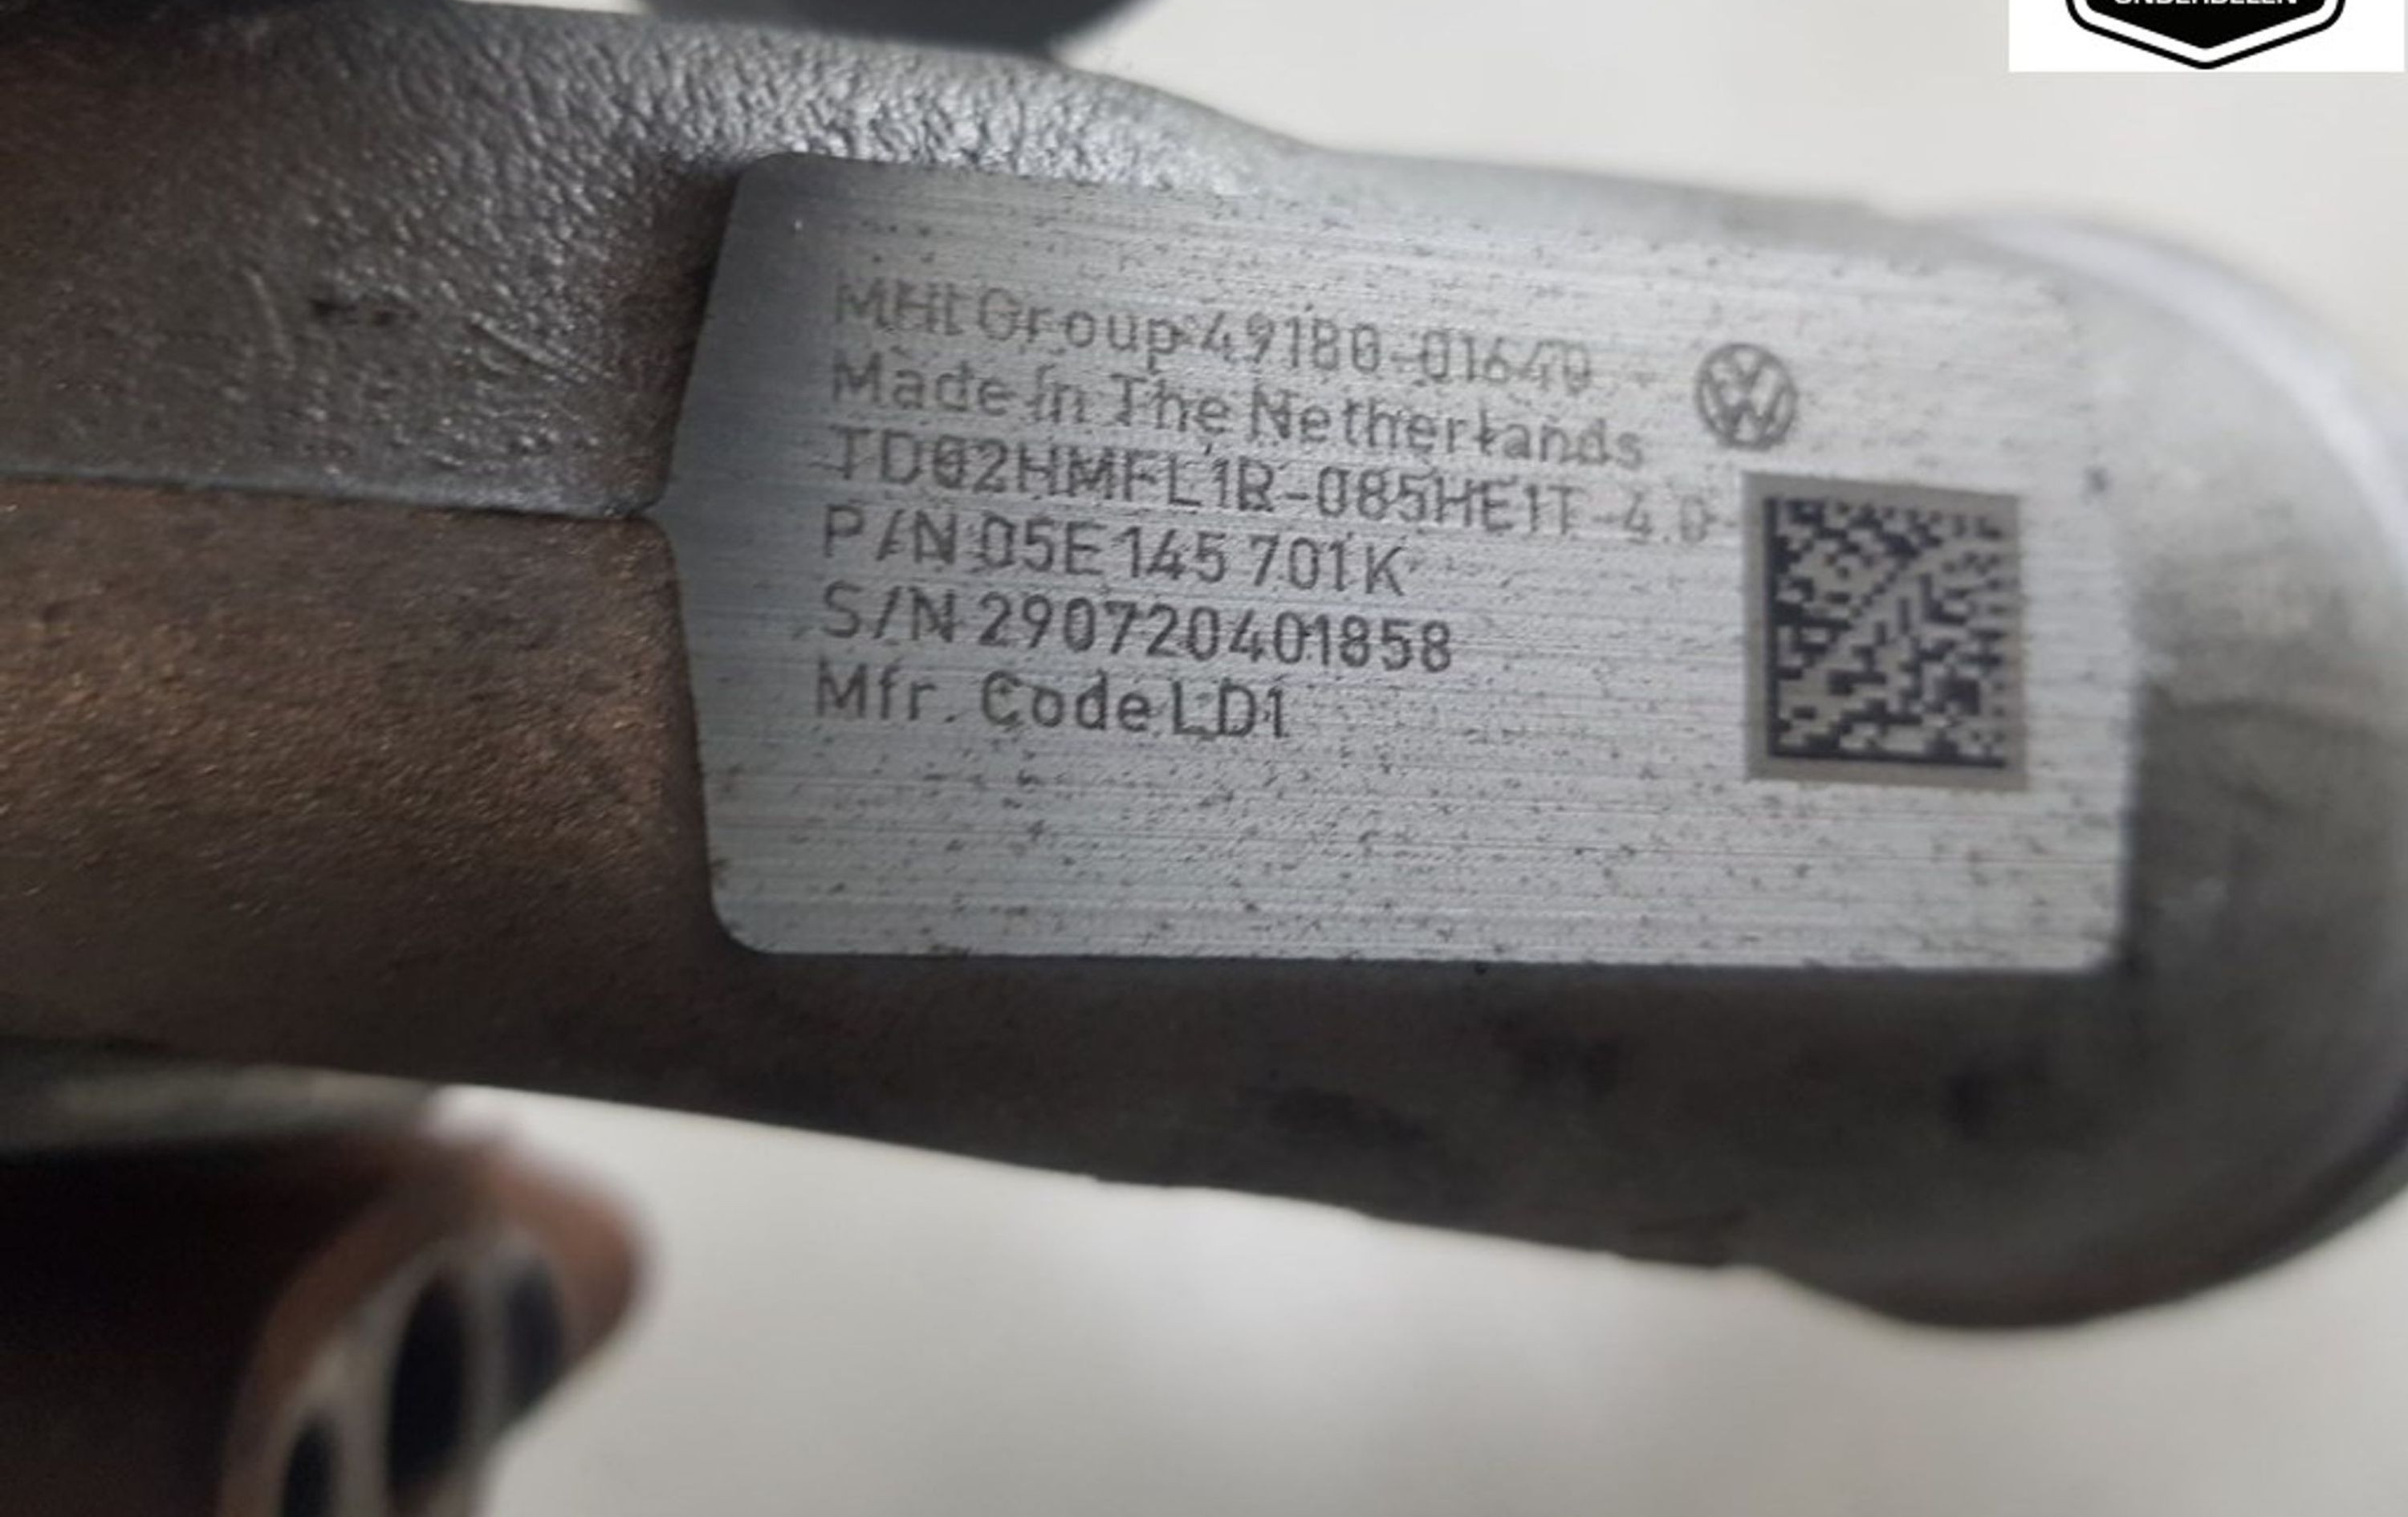 ONDERDELEN
MHI Group 49180-01640
Made in The Netherlands
TD02HMFL1R-085HE1T-4.0
P/N 05E 145 701 K
S/N 290720401858
Mfr. Code LD1